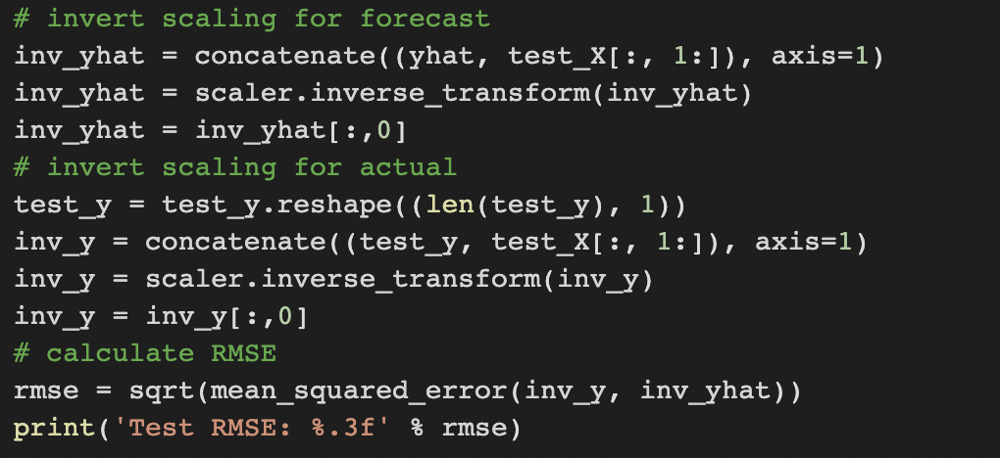 # invert scaling for forecast
inv_yhat = concatenate((yhat, test_X[:, 1:]), axis=1)
inv_yhat = scaler.inverse_transform(inv_yhat)
inv_yhat = inv_yhat[:,0]
# invert scaling for actual
test_y = test_y.reshape((len(test_y), 1))
inv_y = concatenate((test_y, test_X[:, 1:]), axis=1)
inv_y = scaler.inverse_transform(inv_y)
inv_y = inv_y[:,0]
# calculate RMSE
rmse = sqrt(mean_squared_error(inv_y, inv_yhat))
print('Test RMSE: %.3f' % rmse)